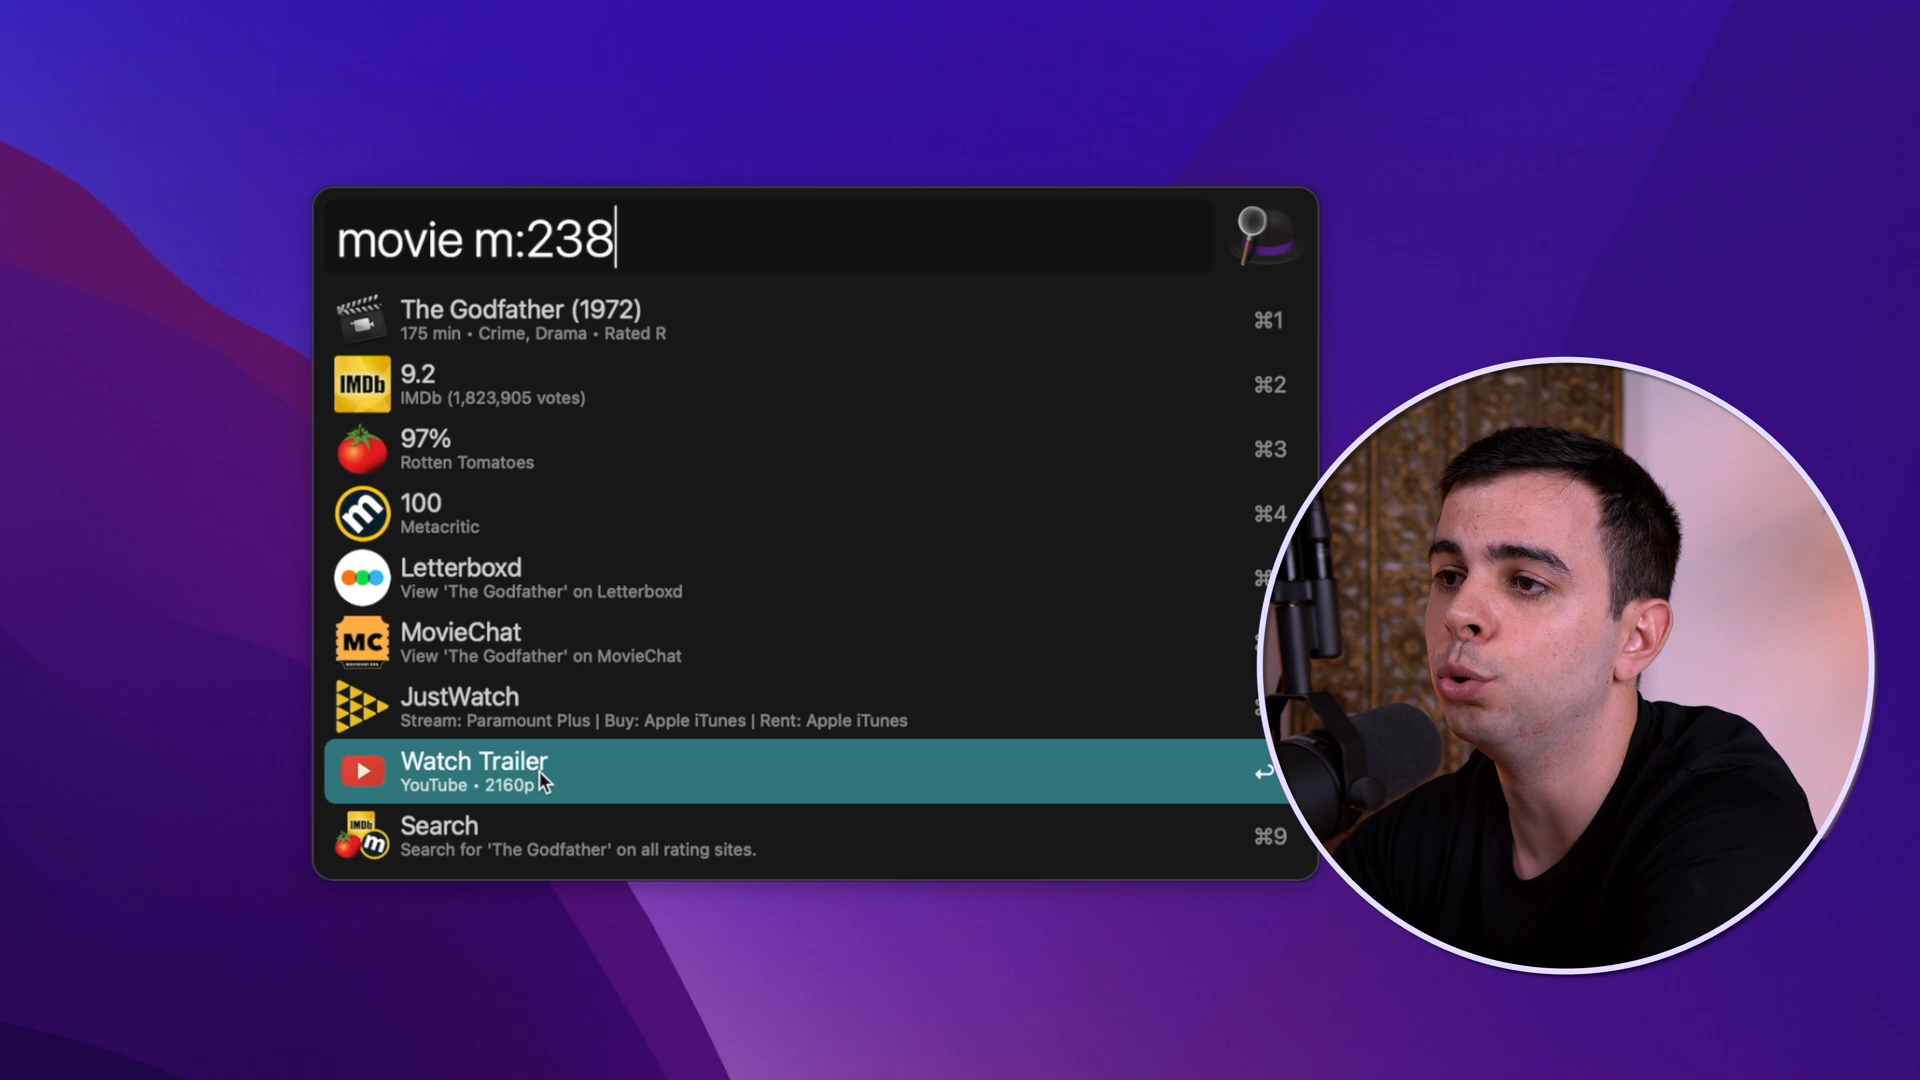 movie m:238
The Godfather (1972)
175 min • Crime, Drama • Rated R
⌘1
IMDb
9.2
IMDb (1,823,905 votes)
⌘2
97%
Rotten Tomatoes
⌘3
m
100
Metacritic
⌘4
Letterboxd
View 'The Godfather' on Letterboxd
⌘
MC
MovieChat
View 'The Godfather' on MovieChat
JustWatch
Stream: Paramount Plus | Buy: Apple iTunes | Rent: Apple iTunes
Watch Trailer
YouTube • 2160p
IMDb
m
Search
Search for 'The Godfather' on all rating sites.
⌘9